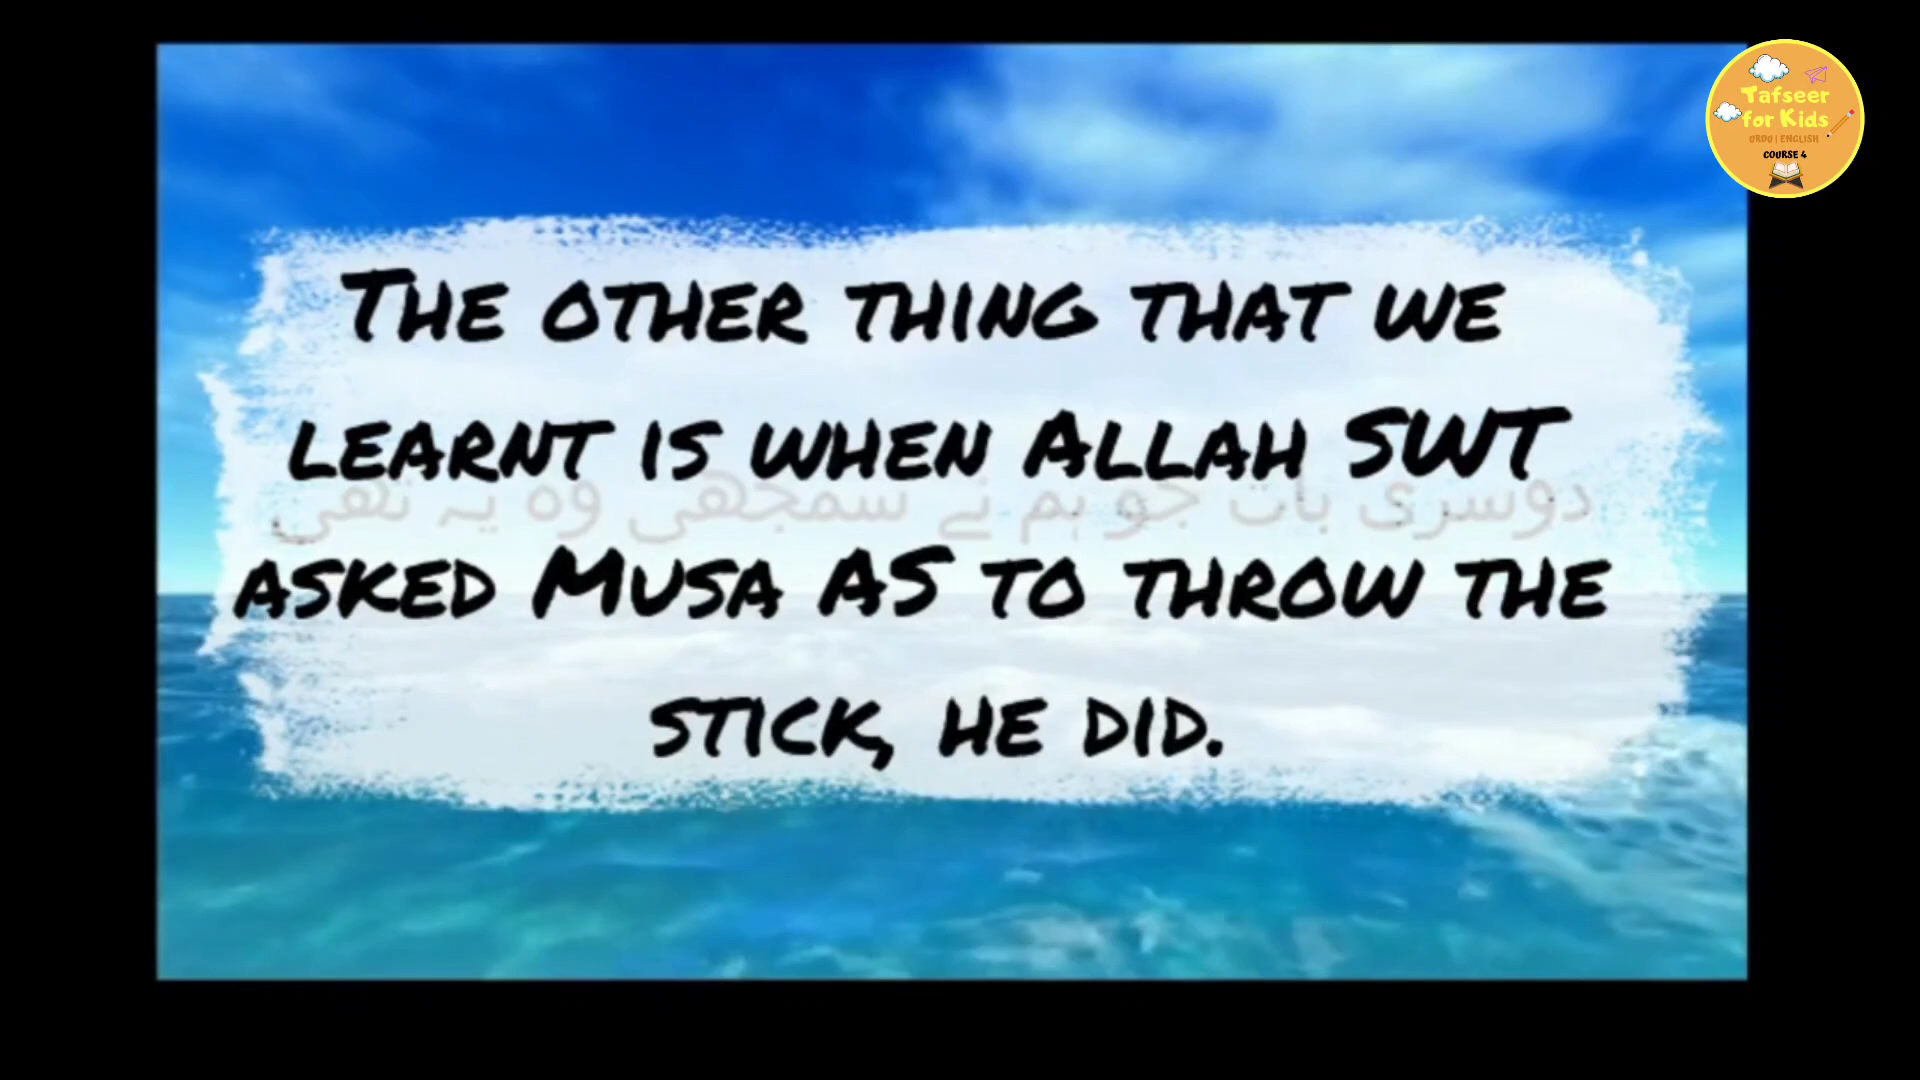 Tafseer
for Kids
URDU | ENGLISH
COURSE 4
THE OTHER THING THAT WE
LEARNT IS WHEN ALLAH SWT
دوسری بات جو ہم نے سمجھی وہ یہ تھی
ASKED MUSA AS TO THROW THE
STICK, HE DID.